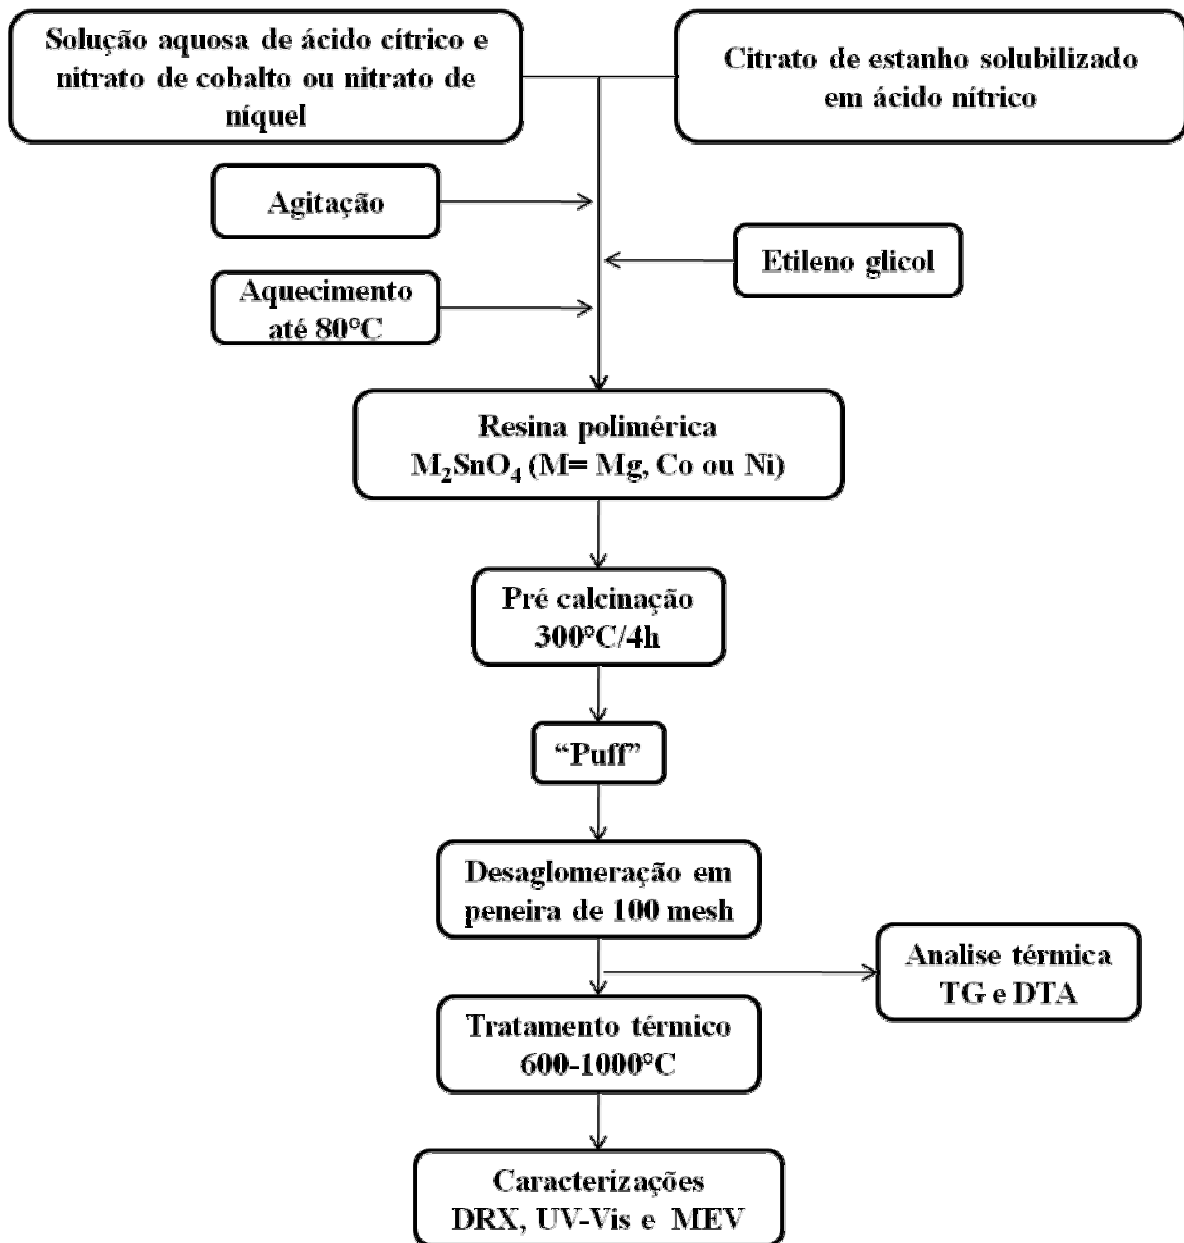 Solução aquosa de ácido cítrico e
nitrato de cobalto ou nitrato de
níquel
Citrato de estanho solubilizado
em ácido nítrico
Agitação
Etileno glicol
Aquecimento
até 80°C
Resina polimérica
M₂SnO₄ (M= Mg, Co ou Ni)
Pré calcinação
300°C/4h
“Puff”
Desaglomeração em
peneira de 100 mesh
Analise térmica
TG e DTA
Tratamento térmico
600-1000°C
Caracterizações
DRX, UV-Vis e MEV